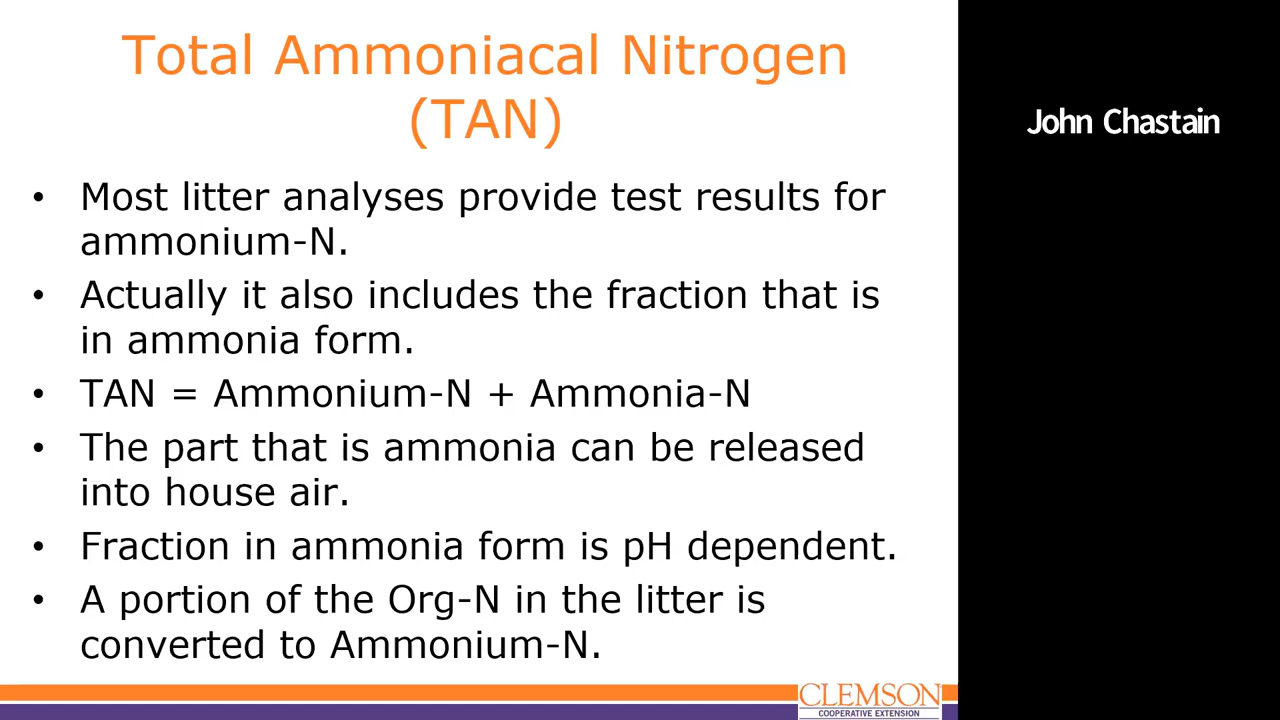 Total Ammoniacal Nitrogen
(TAN)
• Most litter analyses provide test results for
ammonium-N.
• Actually it also includes the fraction that is
in ammonia form.
• TAN = Ammonium-N + Ammonia-N
• The part that is ammonia can be released
into house air.
• Fraction in ammonia form is pH dependent.
• A portion of the Org-N in the litter is
converted to Ammonium-N.
CLEMSON
COOPERATIVE EXTENSION
John Chastain